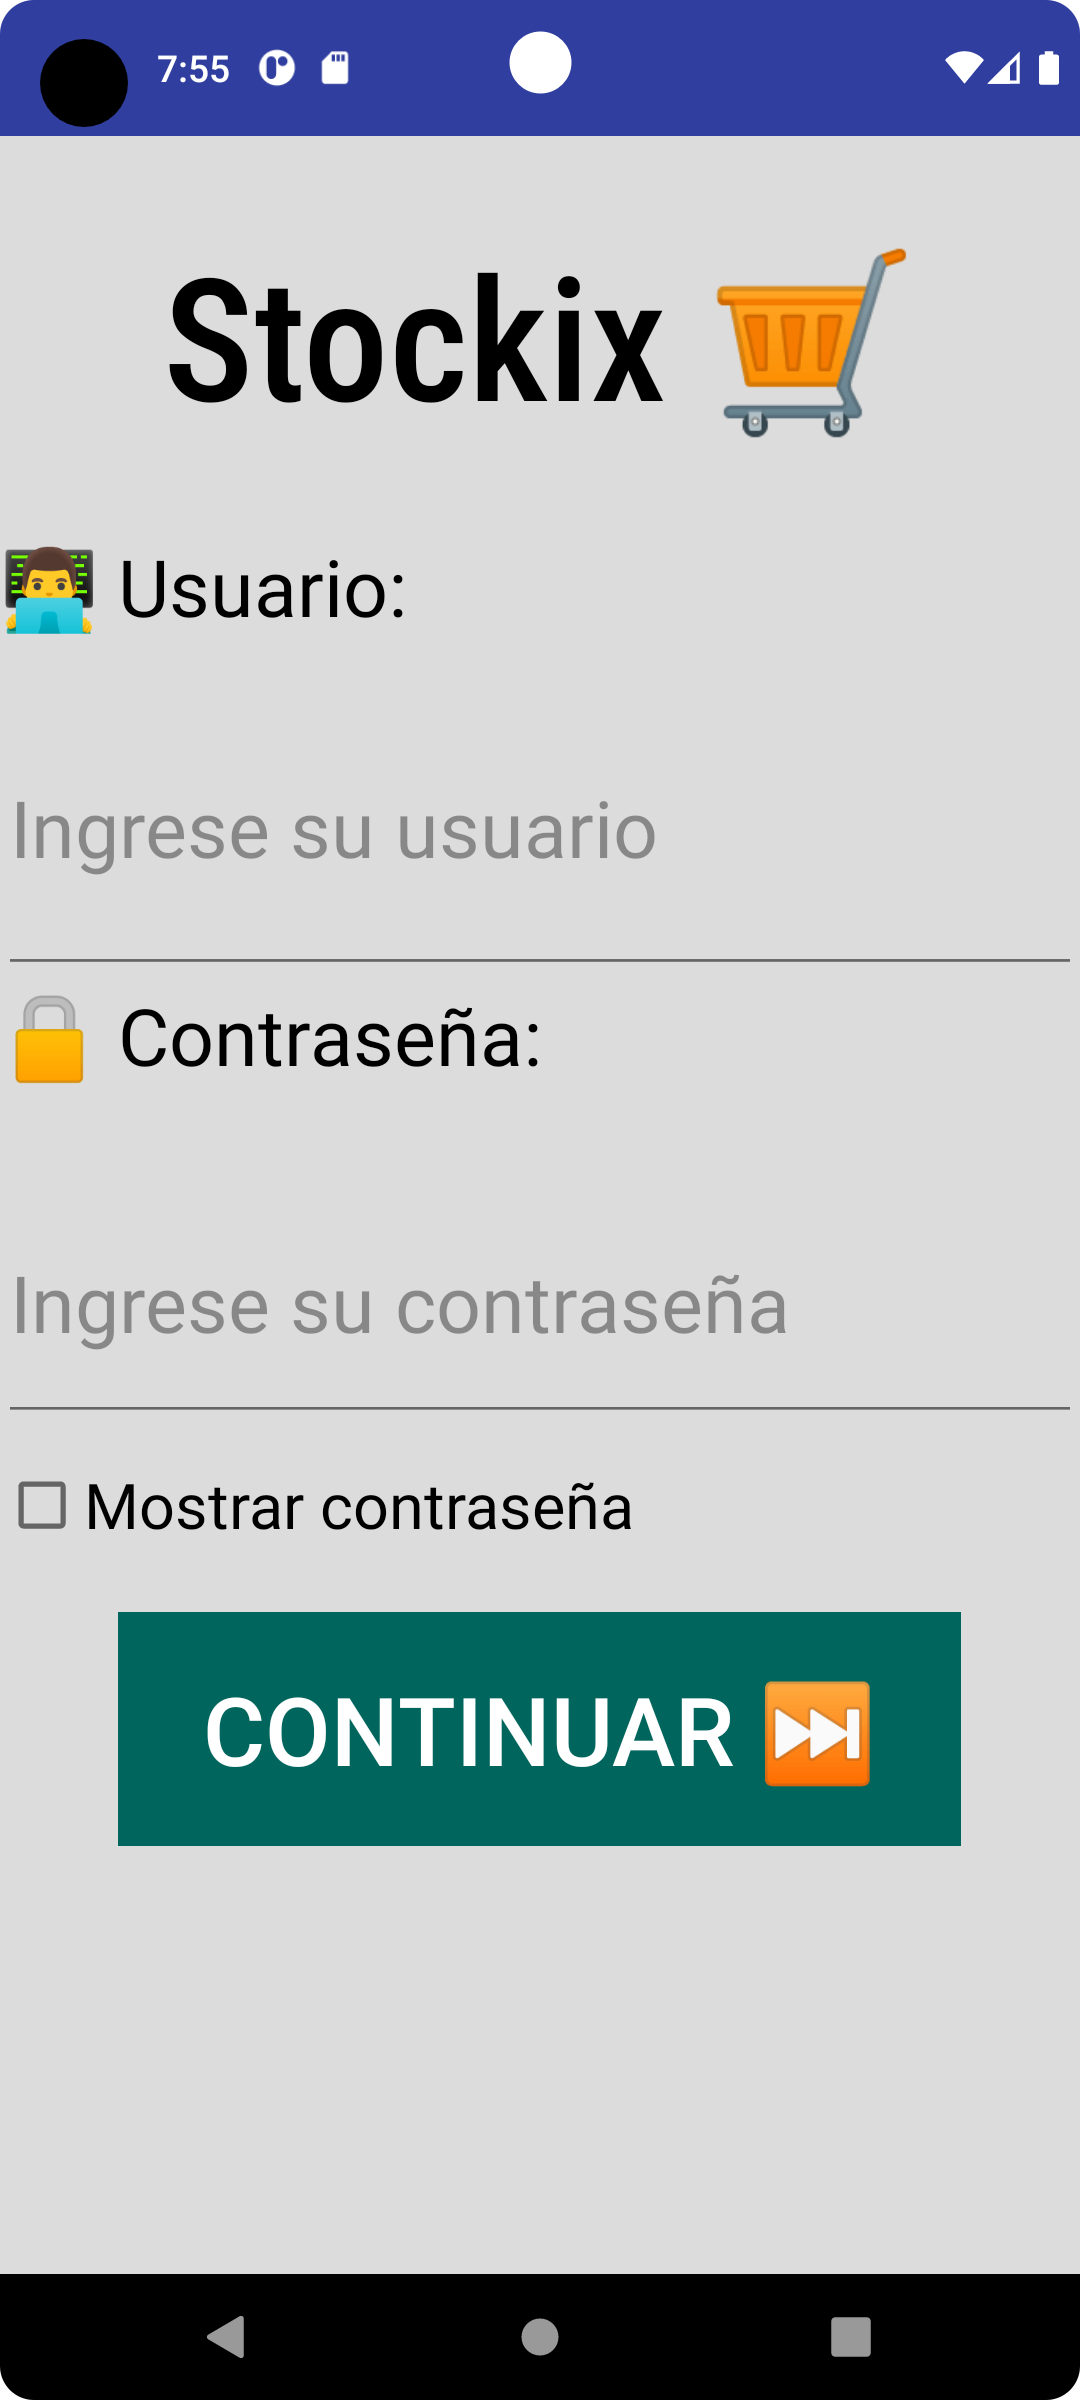 7:55
Stockix 🛒
👨‍💻 Usuario:
Ingrese su usuario
🔒 Contraseña:
Ingrese su contraseña
Mostrar contraseña
CONTINUAR ⏭